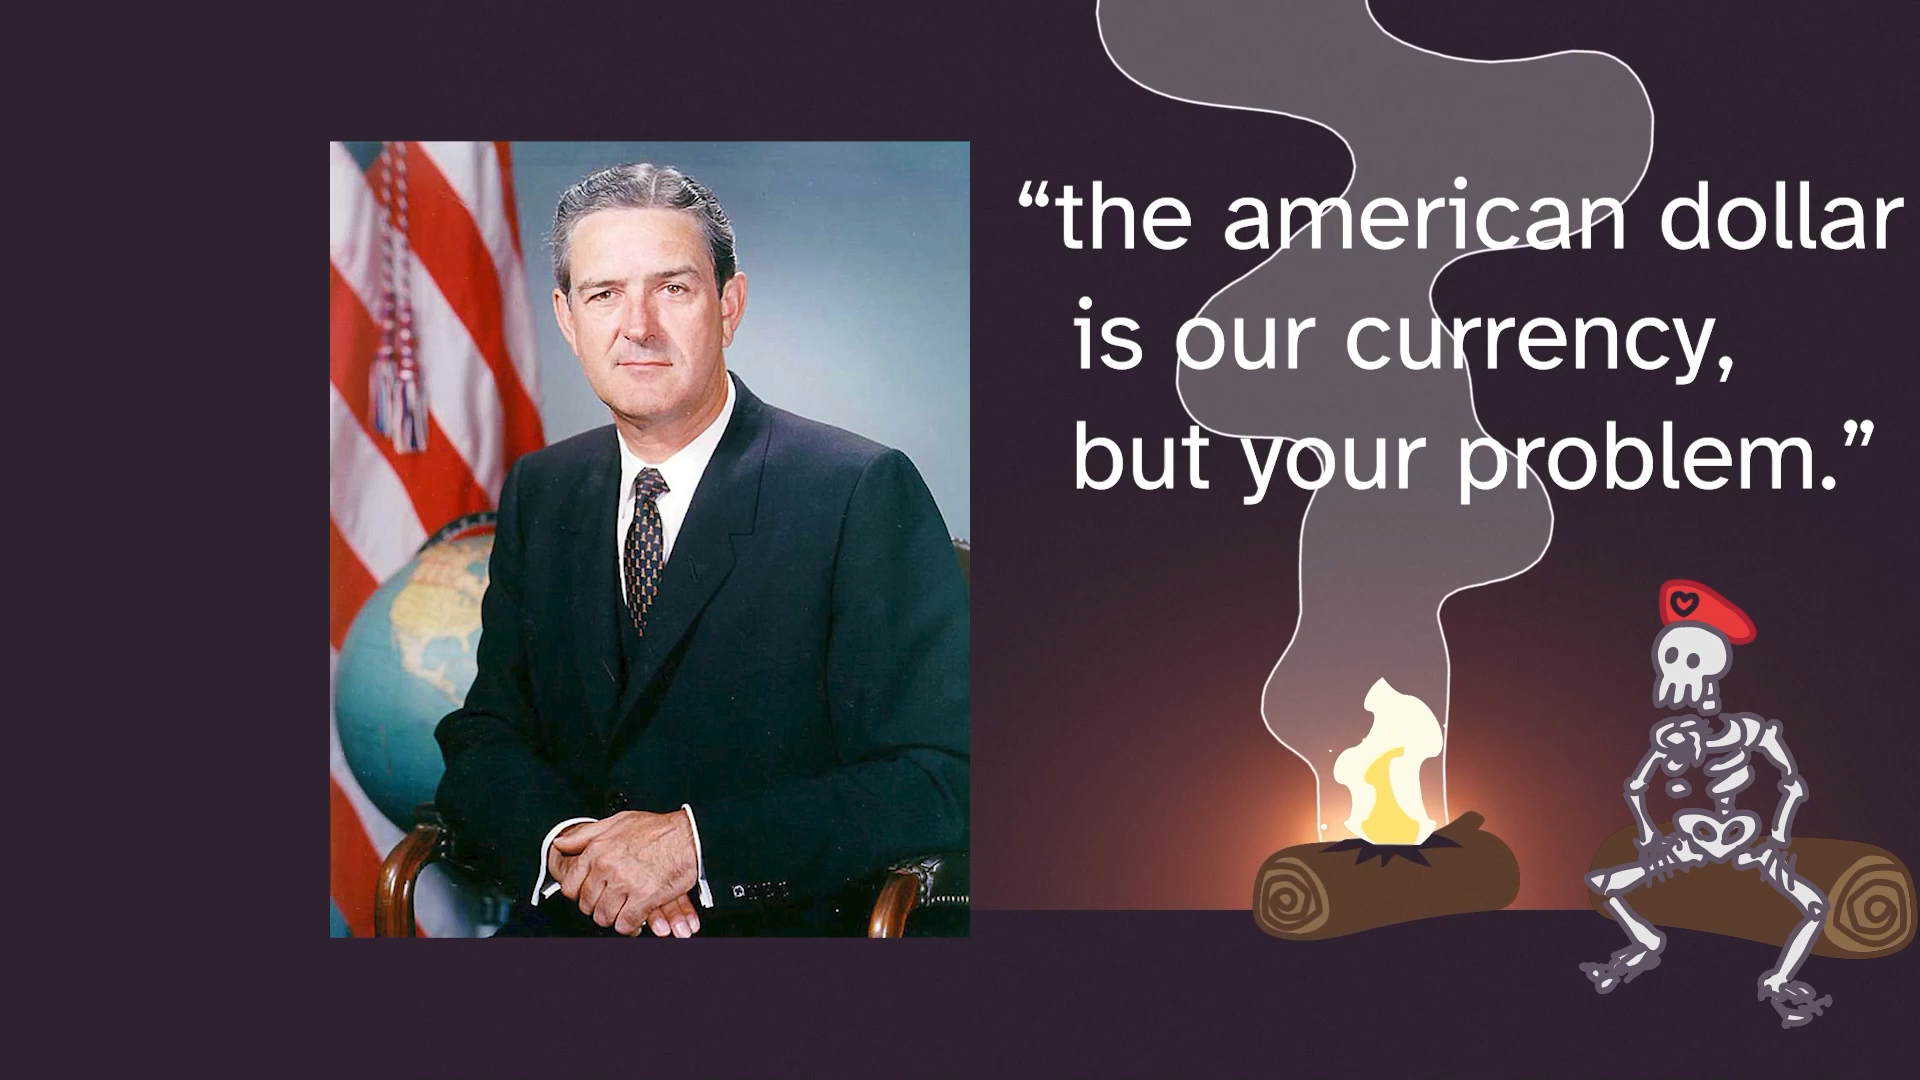 “the american dollar
is our currency,
but your problem.”